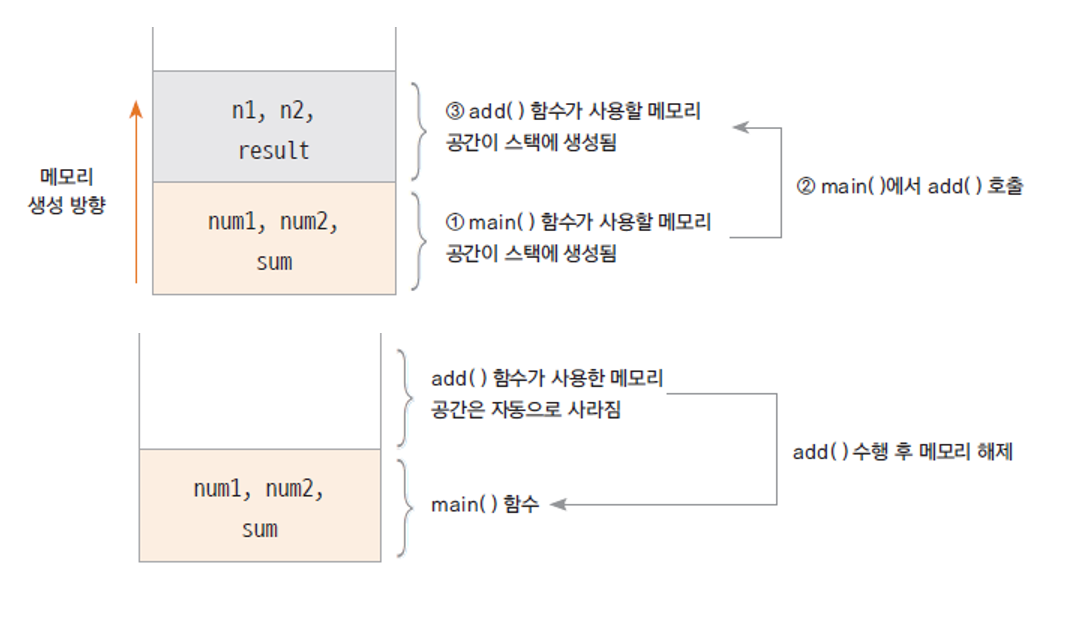 n1, n2,
result
③ add( ) 함수가 사용할 메모리
공간이 스택에 생성됨
메모리
생성 방향
② main( )에서 add( ) 호출
num1, num2,
sum
① main( ) 함수가 사용할 메모리
공간이 스택에 생성됨
add( ) 함수가 사용한 메모리
공간은 자동으로 사라짐
add( ) 수행 후 메모리 해제
num1, num2,
sum
main( ) 함수